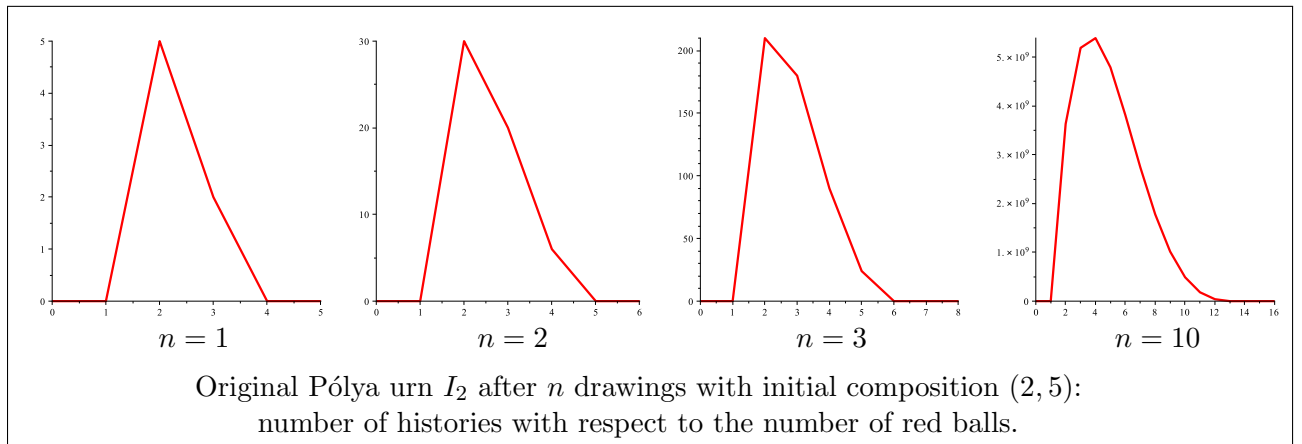 5
4
3
2
1
0
0 1 2 3 4 5
n = 1
30
20
10
0
0 1 2 3 4 5 6
n = 2
200
150
100
50
0
0 1 2 3 4 5 6 7 8
n = 3
5. × 10⁹
4. × 10⁹
3. × 10⁹
2. × 10⁹
1. × 10⁹
0
0 2 4 6 8 10 12 14 16
n = 10
Original Pólya urn I₂ after n drawings with initial composition (2, 5):
number of histories with respect to the number of red balls.